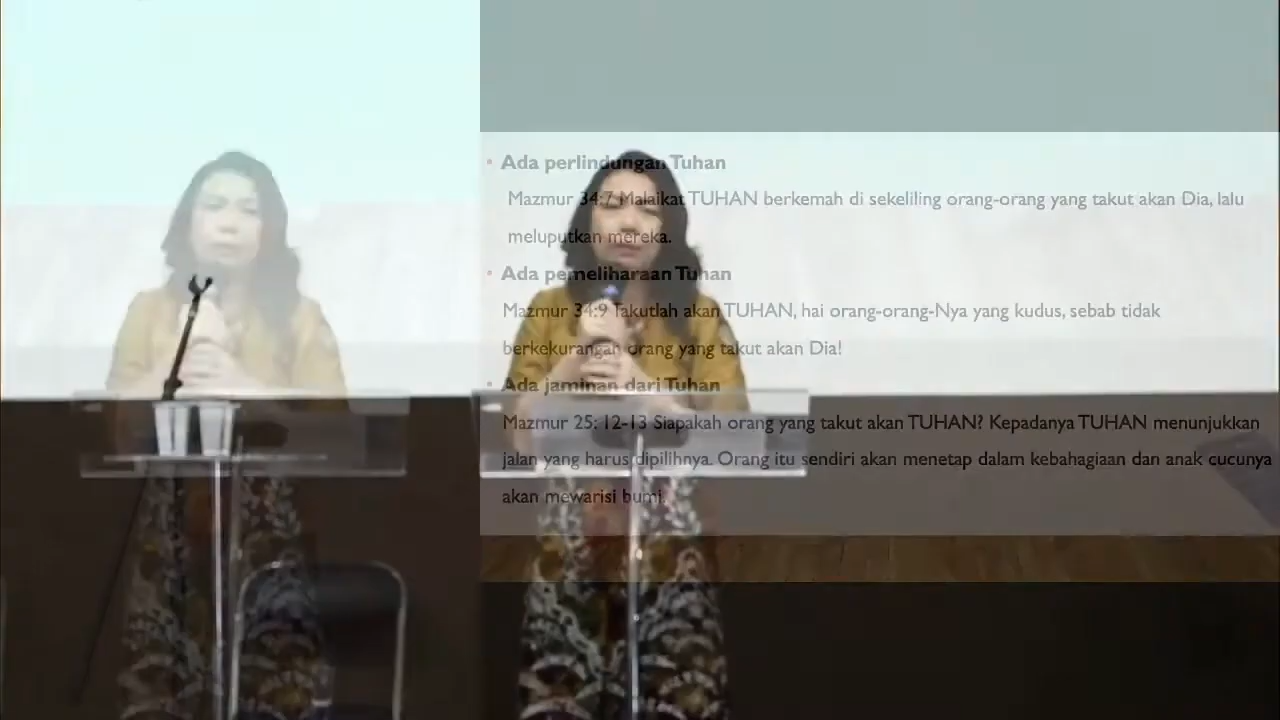 • Ada perlindungan Tuhan
Mazmur 34:7 Malaikat TUHAN berkemah di sekeliling orang-orang yang takut akan Dia, lalu
meluputkan mereka.
• Ada pemeliharaan Tuhan
Mazmur 34:9 Takutlah akan TUHAN, hai orang-orang-Nya yang kudus, sebab tidak
berkekurangan orang yang takut akan Dia!
• Ada jaminan dari Tuhan
Mazmur 25: 12-13 Siapakah orang yang takut akan TUHAN? Kepadanya TUHAN menunjukkan
jalan yang harus dipilihnya. Orang itu sendiri akan menetap dalam kebahagiaan dan anak cucunya
akan mewarisi bumi.